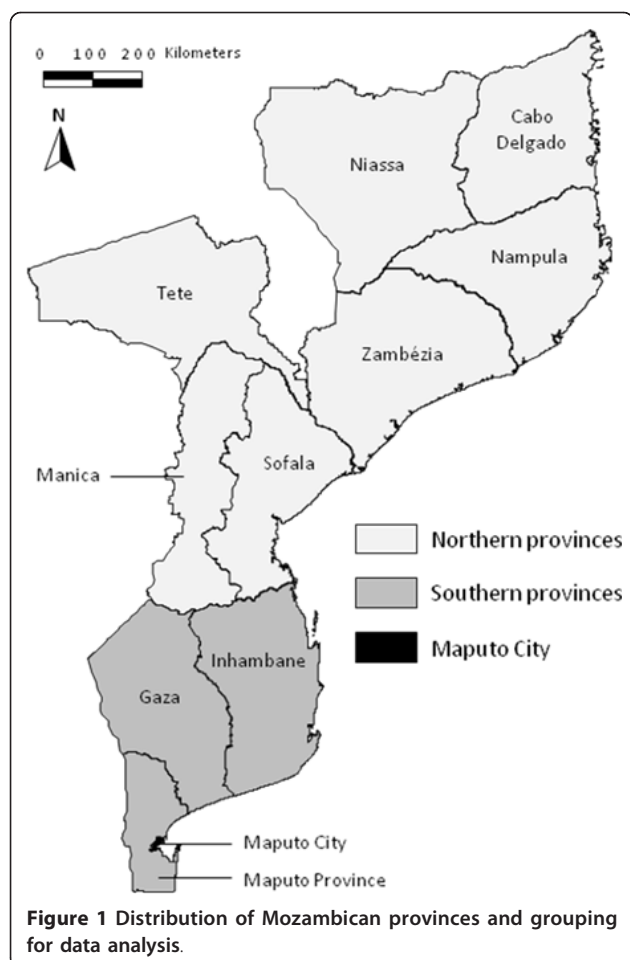 0 100 200 Kilometers
N
Cabo
Delgado
Niassa
Nampula
Tete
Zambézia
Manica
Sofala
Northern provinces
Southern provinces
Maputo City
Inhambane
Gaza
Maputo City
Maputo Province
Figure 1 Distribution of Mozambican provinces and grouping
for data analysis.